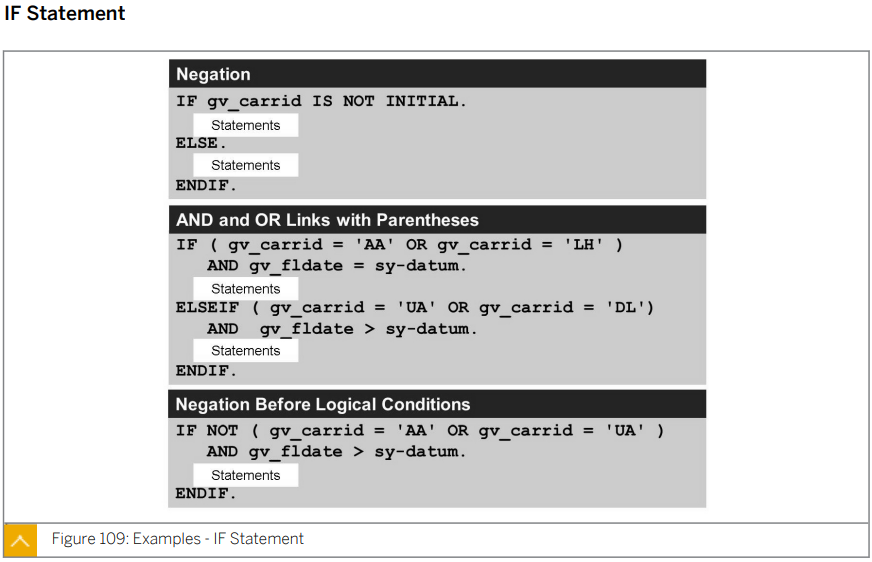 IF Statement
Negation
IF gv_carrid IS NOT INITIAL.
Statements
ELSE.
Statements
ENDIF.
AND and OR Links with Parentheses
IF ( gv_carrid = 'AA' OR gv_carrid = 'LH' )
AND gv_fldate = sy-datum.
Statements
ELSEIF ( gv_carrid = 'UA' OR gv_carrid = 'DL')
AND gv_fldate > sy-datum.
Statements
ENDIF.
Negation Before Logical Conditions
IF NOT ( gv_carrid = 'AA' OR gv_carrid = 'UA' )
AND gv_fldate > sy-datum.
Statements
ENDIF.
Figure 109: Examples - IF Statement